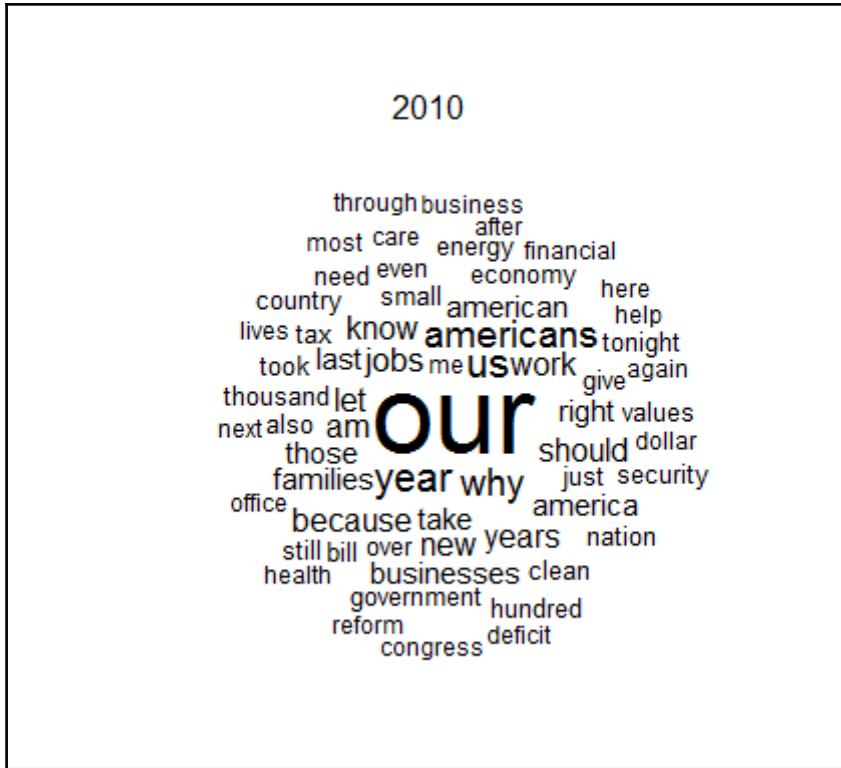 2010
through business
after
most care energy financial
need even economy
here
country small american help
lives tax know americans tonight
took last jobs me us work again
give
thousand let our right values
next also am should dollar
those
families year why just security
office america
because take
still bill over new years nation
health businesses clean
government hundred
reform deficit
congress